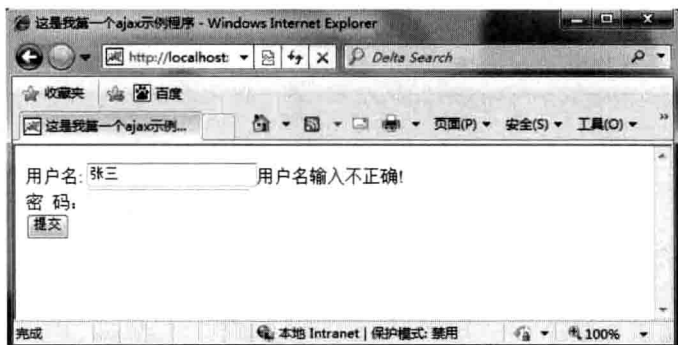 这是我第一个ajax示例程序 - Windows Internet Explorer
http://localhost:
Delta Search
收藏夹 百度
这是我第一个ajax示例... 页面(P) 安全(S) 工具(O) »
用户名: 张三 用户名输入不正确!
密 码:
提交
完成 本地 Intranet | 保护模式: 禁用 100%